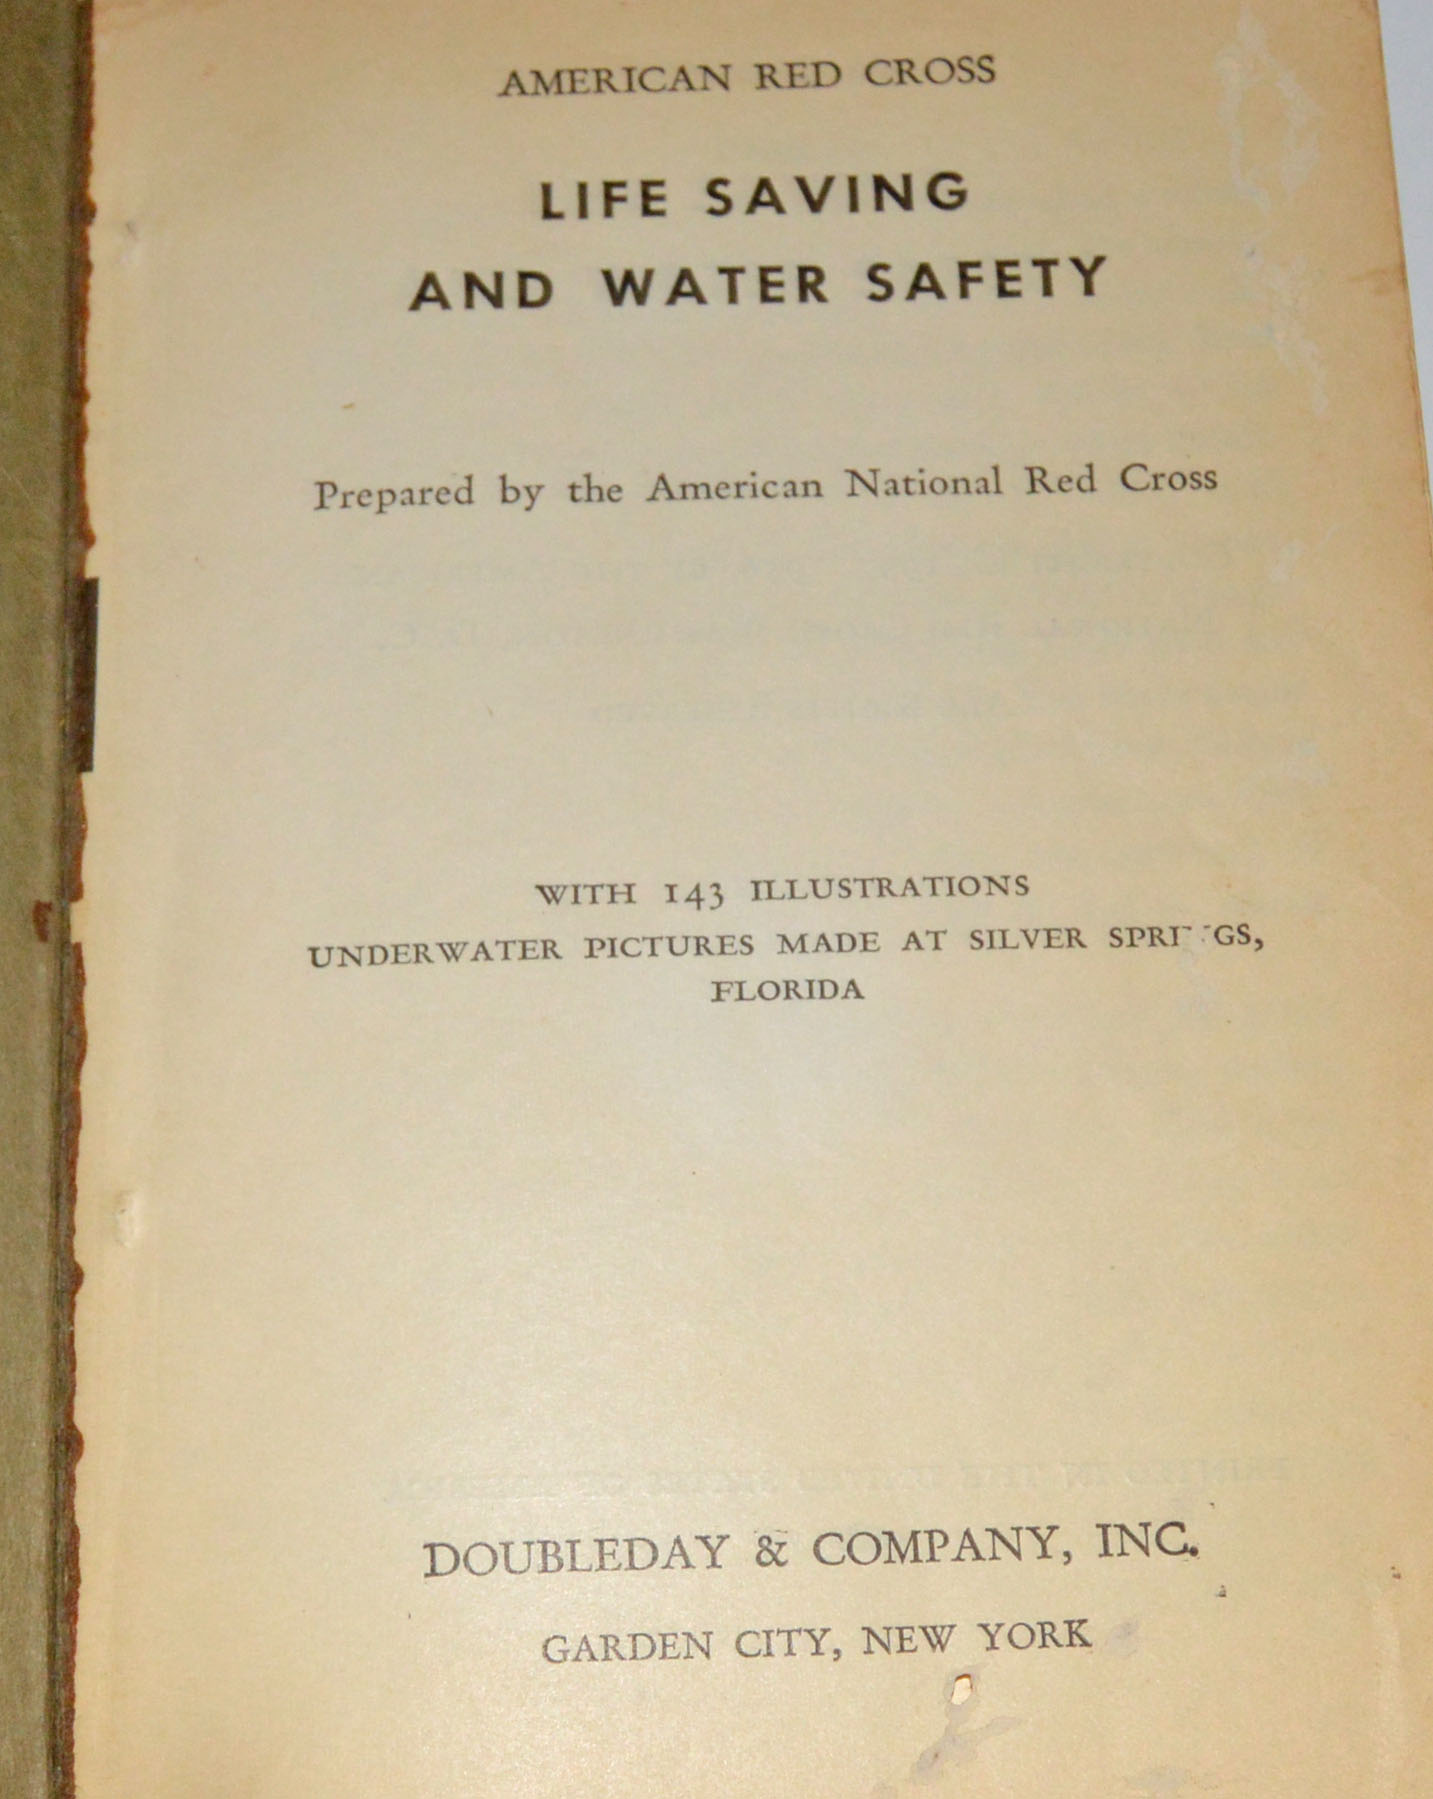 AMERICAN RED CROSS
LIFE SAVING
AND WATER SAFETY
Prepared by the American National Red Cross
WITH 143 ILLUSTRATIONS
UNDERWATER PICTURES MADE AT SILVER SPRINGS,
FLORIDA
DOUBLEDAY & COMPANY, INC.
GARDEN CITY, NEW YORK